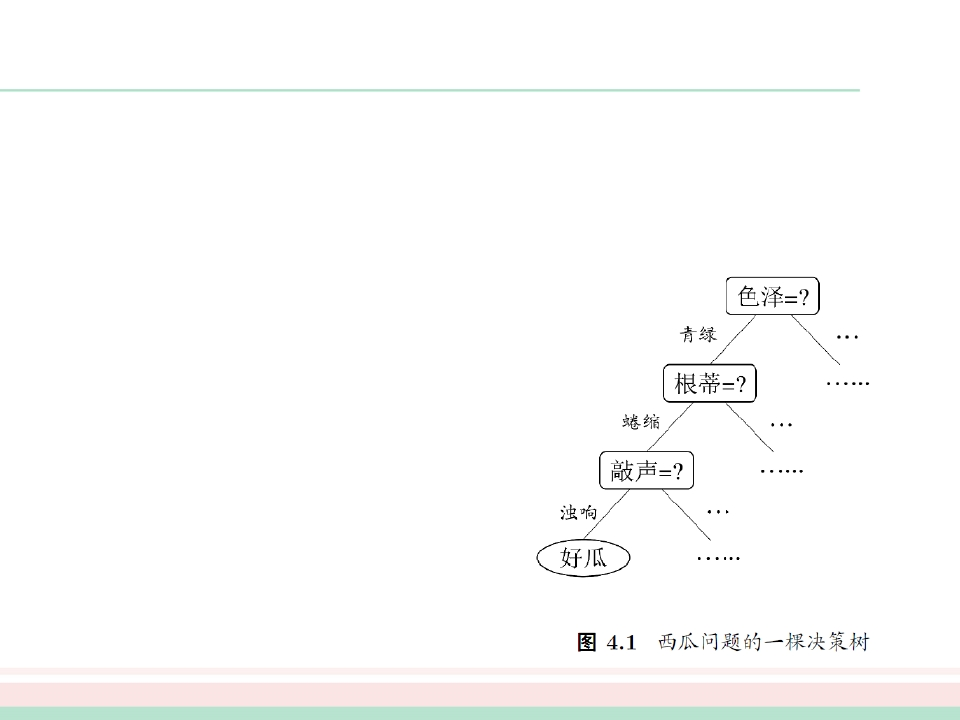 色泽=?
青绿
…
根蒂=?
…...
蜷缩
…
敲声=?
…...
浊响
…
好瓜
…...
图 4.1 西瓜问题的一棵决策树